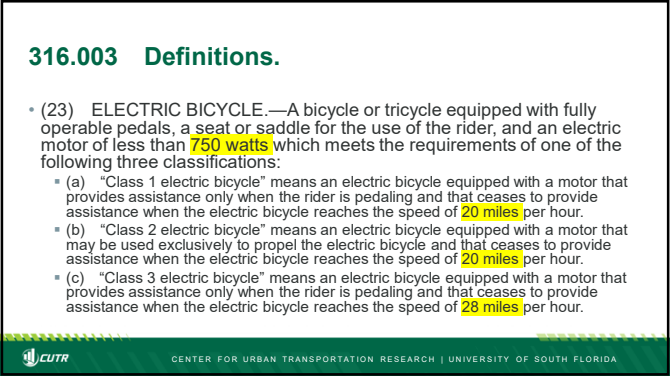 316.003 Definitions.
• (23) ELECTRIC BICYCLE.—A bicycle or tricycle equipped with fully
operable pedals, a seat or saddle for the use of the rider, and an electric
motor of less than 750 watts which meets the requirements of one of the
following three classifications:
▪ (a) “Class 1 electric bicycle” means an electric bicycle equipped with a motor that
provides assistance only when the rider is pedaling and that ceases to provide
assistance when the electric bicycle reaches the speed of 20 miles per hour.
▪ (b) “Class 2 electric bicycle” means an electric bicycle equipped with a motor that
may be used exclusively to propel the electric bicycle and that ceases to provide
assistance when the electric bicycle reaches the speed of 20 miles per hour.
▪ (c) “Class 3 electric bicycle” means an electric bicycle equipped with a motor that
provides assistance only when the rider is pedaling and that ceases to provide
assistance when the electric bicycle reaches the speed of 28 miles per hour.
CUTR
CENTER FOR URBAN TRANSPORTATION RESEARCH | UNIVERSITY OF SOUTH FLORIDA